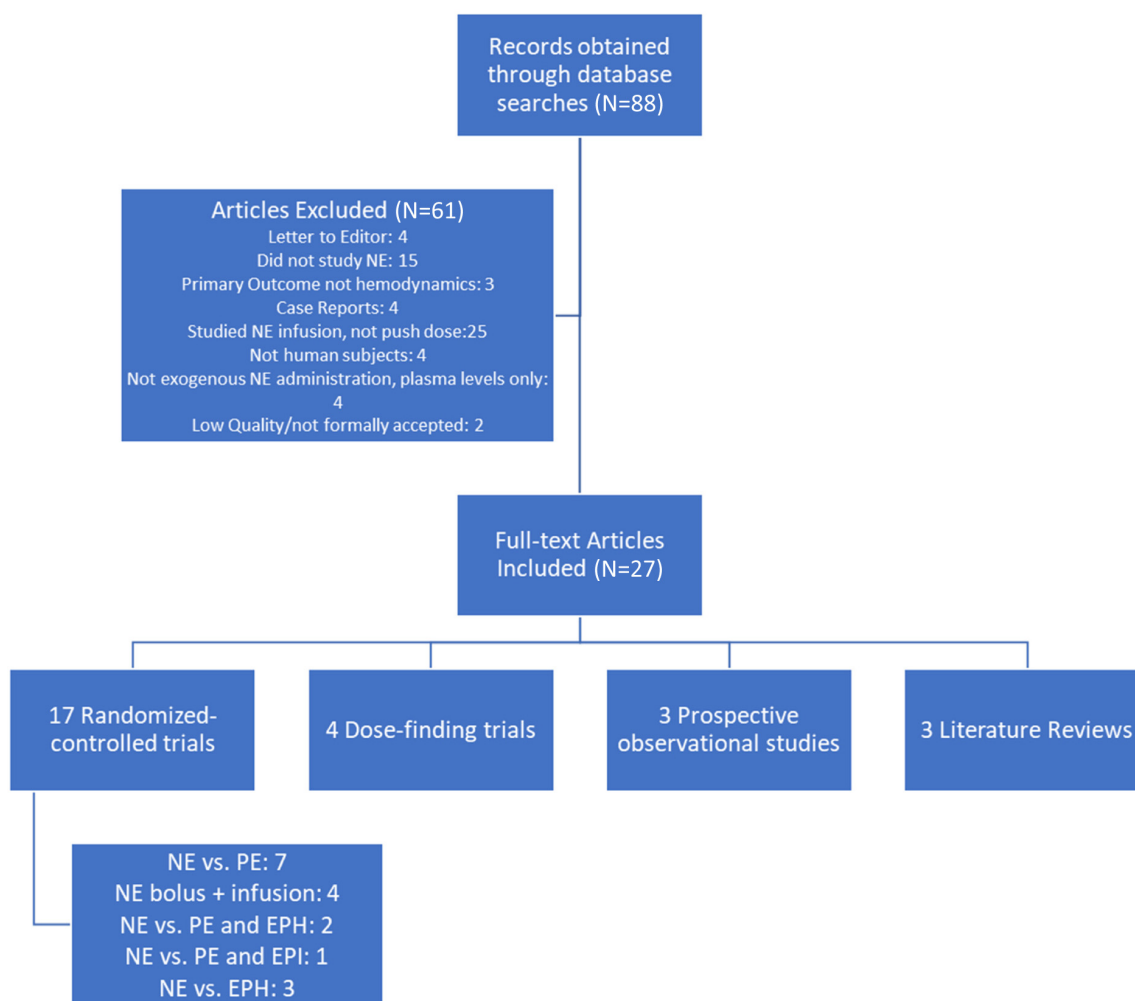 Records obtained
through database
searches (N=88)
Articles Excluded (N=61)
Letter to Editor: 4
Did not study NE: 15
Primary Outcome not hemodynamics: 3
Case Reports: 4
Studied NE infusion, not push dose:25
Not human subjects: 4
Not exogenous NE administration, plasma levels only:
4
Low Quality/not formally accepted: 2
Full-text Articles
Included (N=27)
17 Randomized-
controlled trials
4 Dose-finding trials
3 Prospective
observational studies
3 Literature Reviews
NE vs. PE: 7
NE bolus + infusion: 4
NE vs. PE and EPH: 2
NE vs. PE and EPI: 1
NE vs. EPH: 3